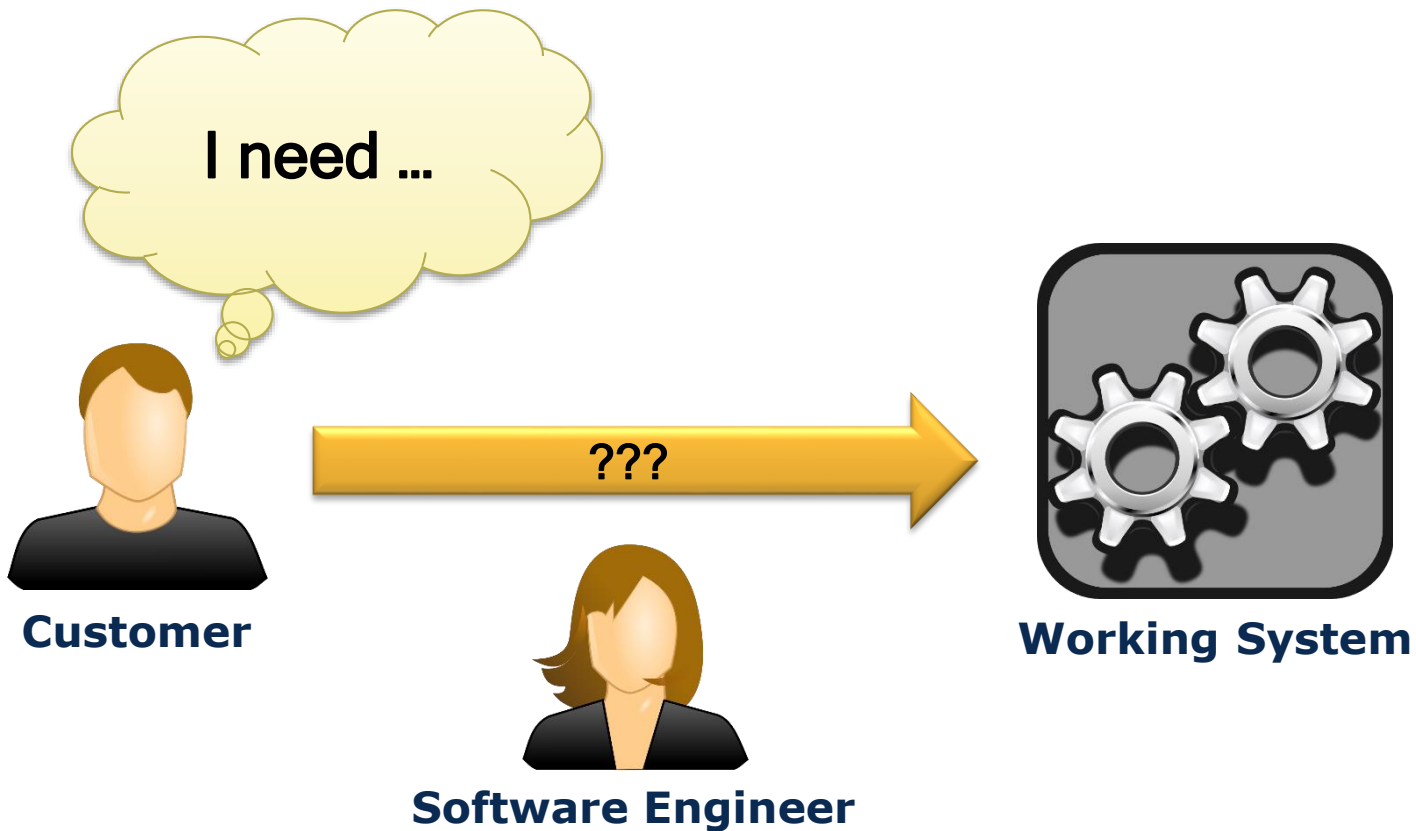 I need ...
???
Customer
Working System
Software Engineer